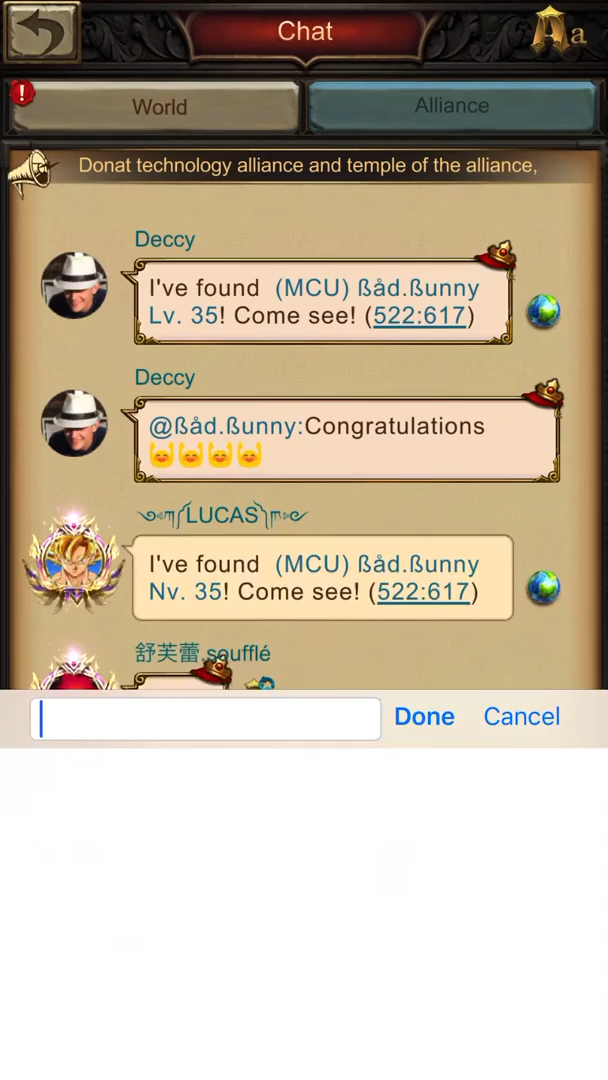 Chat
Aa
World
Alliance
Donat technology alliance and temple of the alliance,
Deccy
I've found (MCU) ßåd.ßunny
Lv. 35! Come see! (522:617)
Deccy
@ßåd.ßunny:Congratulations
🙌🙌🙌🙌
LUCAS
I've found (MCU) ßåd.ßunny
Nv. 35! Come see! (522:617)
舒芙蕾.soufflé
Done Cancel